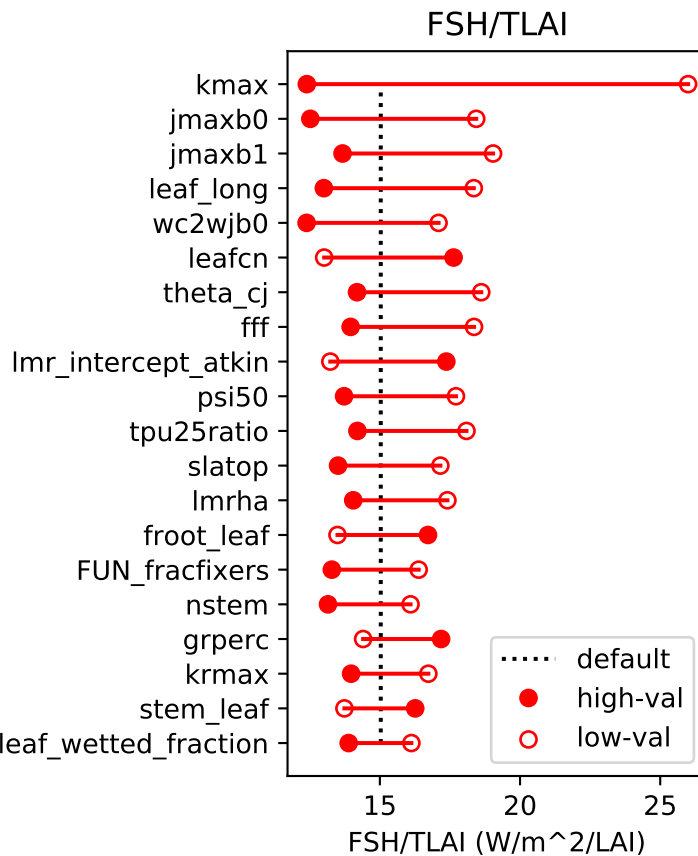 FSH/TLAI
kmax
jmaxb0
jmaxb1
leaf_long
wc2wjb0
leafcn
theta_cj
fff
lmr_intercept_atkin
psi50
tpu25ratio
slatop
lmrha
froot_leaf
FUN_fracfixers
nstem
grperc
krmax
stem_leaf
leaf_wetted_fraction
default
high-val
low-val
15 20 25
FSH/TLAI (W/m^2/LAI)